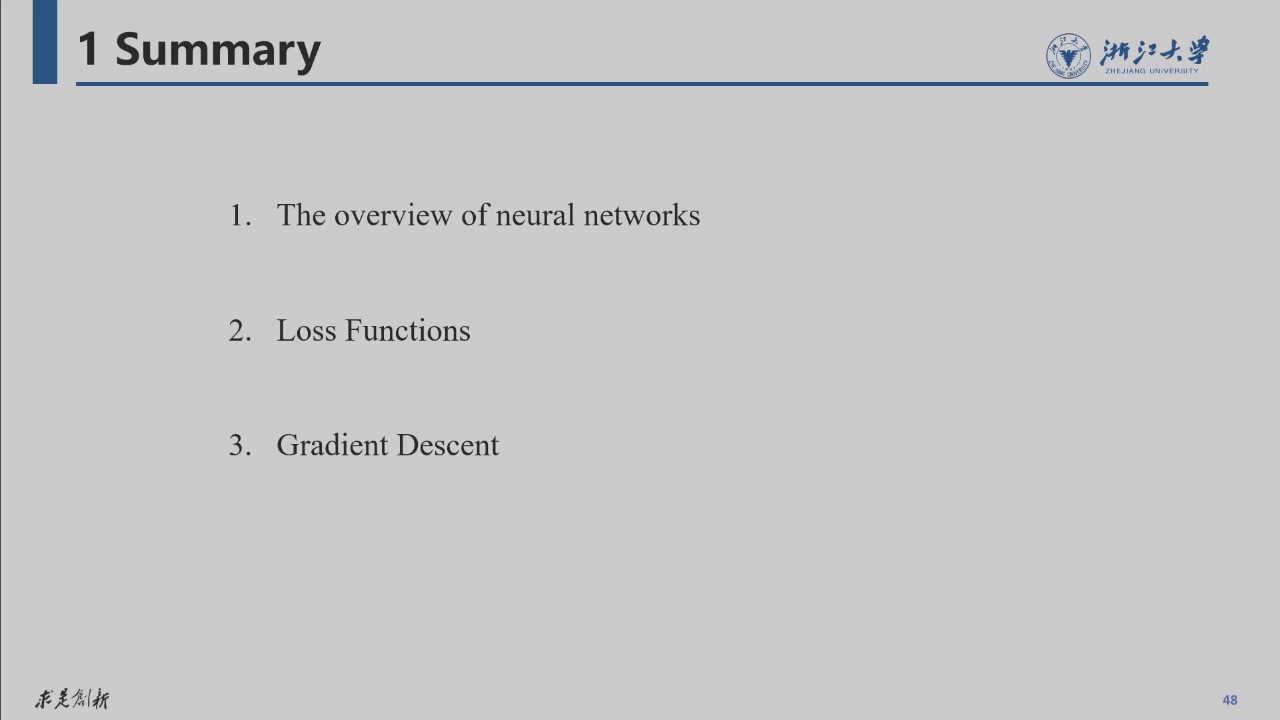 1 Summary
浙江大学
ZHEJIANG UNIVERSITY
1. The overview of neural networks
2. Loss Functions
3. Gradient Descent
求是創新
48